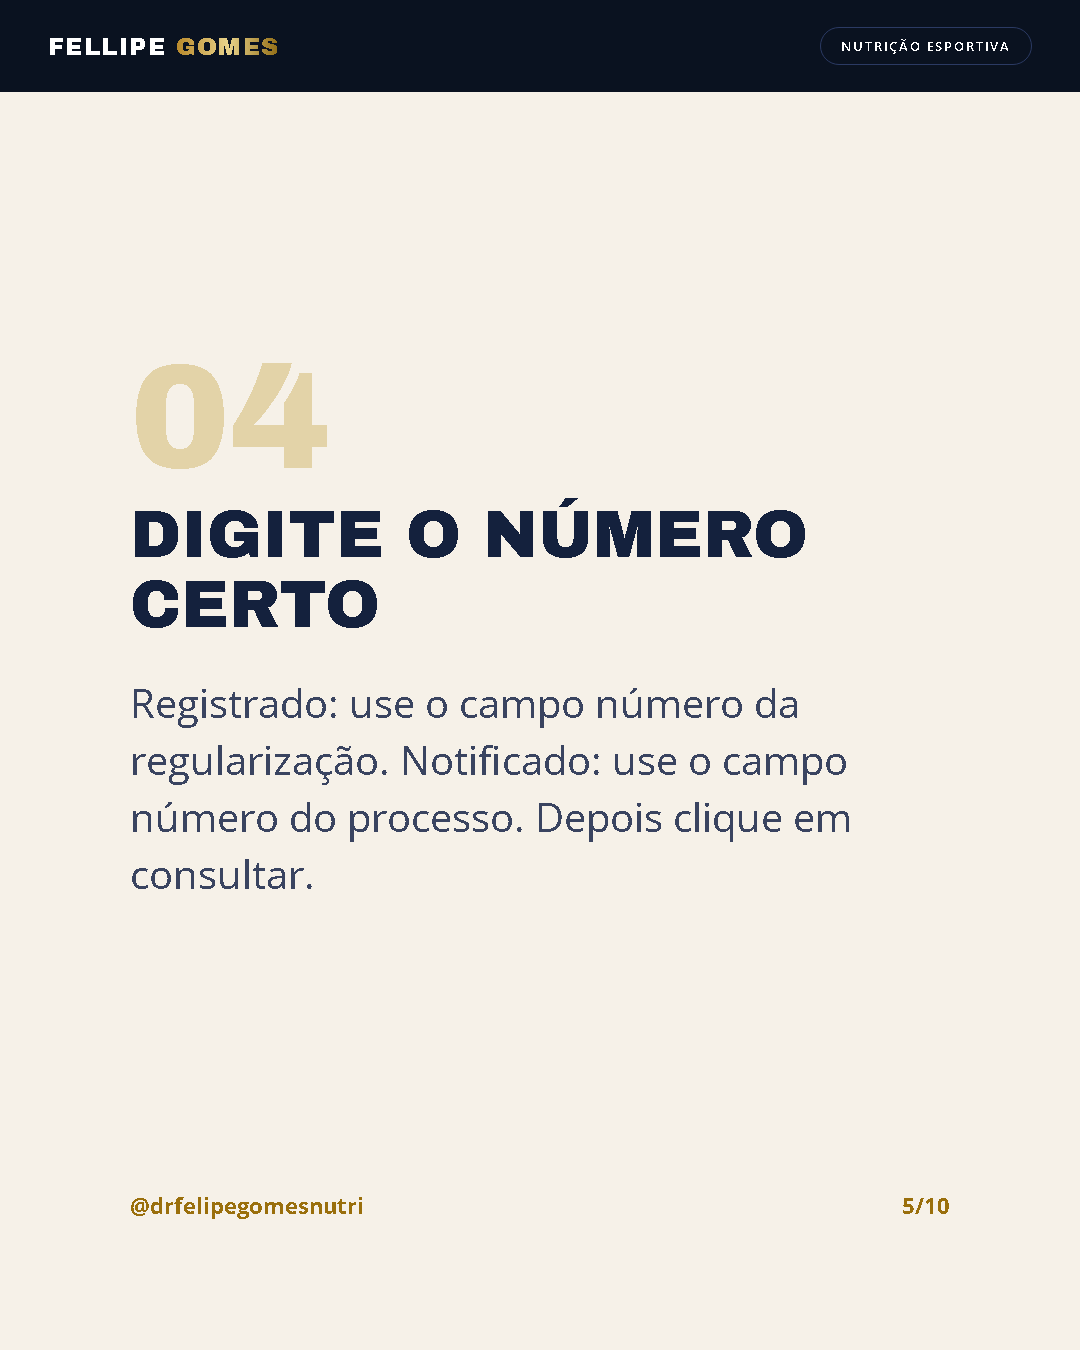 FELLIPE GOMES
NUTRIÇÃO ESPORTIVA
04
DIGITE O NÚMERO
CERTO
Registrado: use o campo número da
regularização. Notificado: use o campo
número do processo. Depois clique em
consultar.
@drfelipegomesnutri
5/10